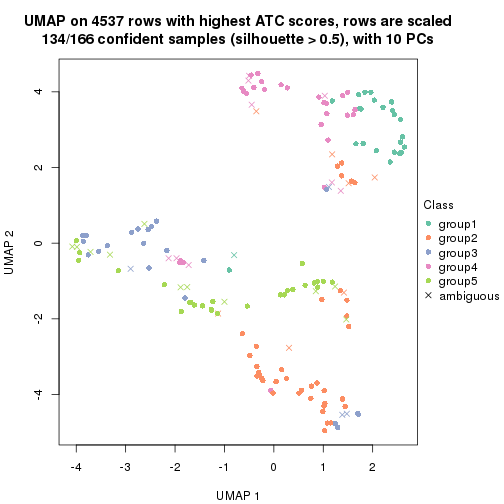 UMAP on 4537 rows with highest ATC scores, rows are scaled
134/166 confident samples (silhouette > 0.5), with 10 PCs
4
2
0
-2
-4
UMAP 2
-4
-3
-2
-1
0
1
2
UMAP 1
Class
group1
group2
group3
group4
group5
ambiguous